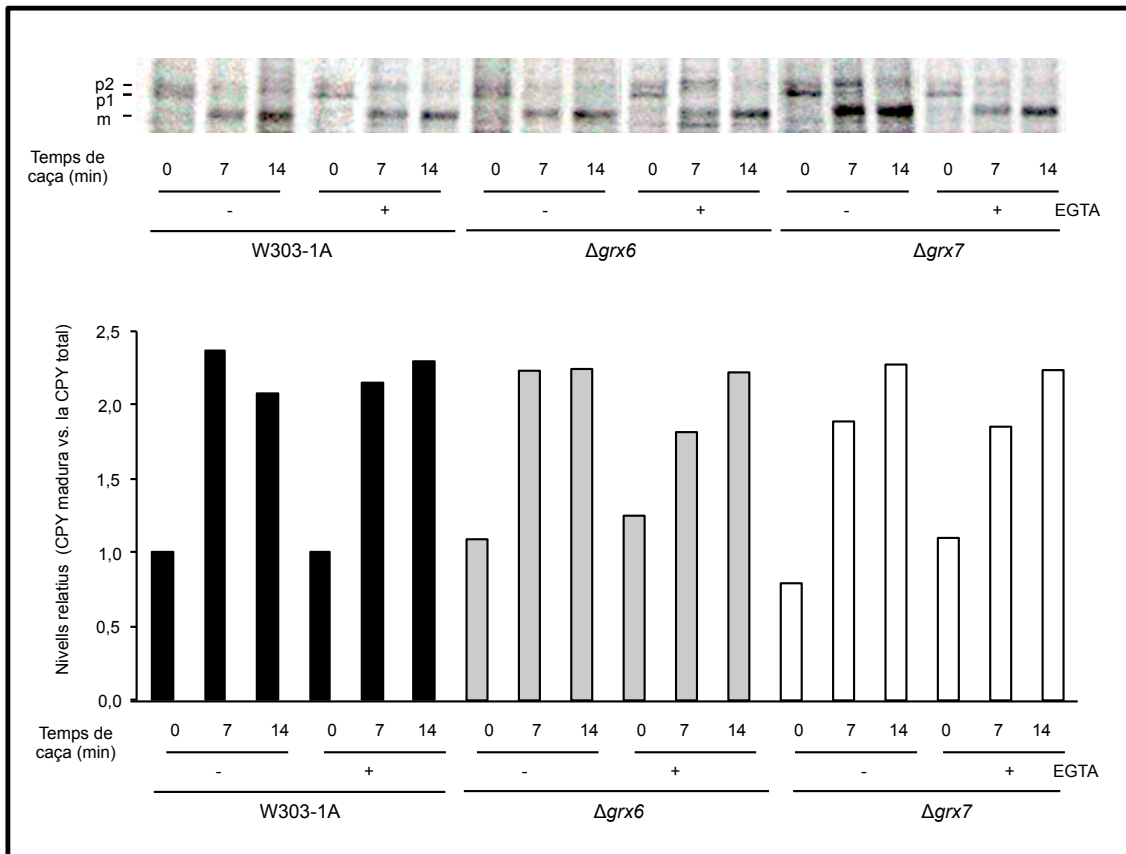 p2
p1
m
Temps de caça (min)
0 7 14 0 7 14 0 7 14 0 7 14 0 7 14 0 7 14
- + - + - + EGTA
W303-1A Δgrx6 Δgrx7
Nivells relatius (CPY madura vs. la CPY total)
2,5
2,0
1,5
1,0
0,5
0,0
Temps de caça (min)
0 7 14 0 7 14 0 7 14 0 7 14 0 7 14 0 7 14
- + - + - + EGTA
W303-1A Δgrx6 Δgrx7